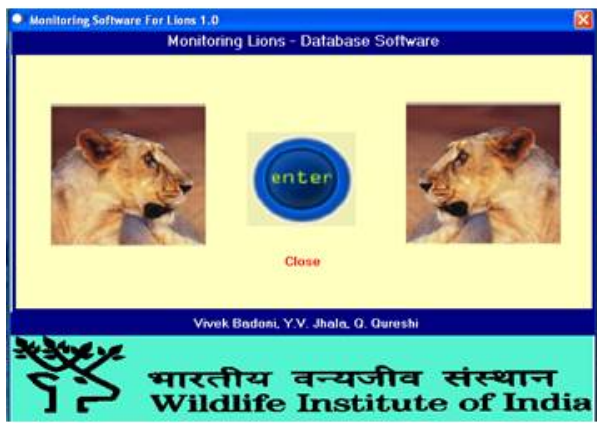 Monitoring Software For Lions 1.0
Monitoring Lions - Database Software
enter
Close
Vivek Badoni, Y.V. Jhala, Q. Qureshi
भारतीय वन्यजीव संस्थान
Wildlife Institute of India